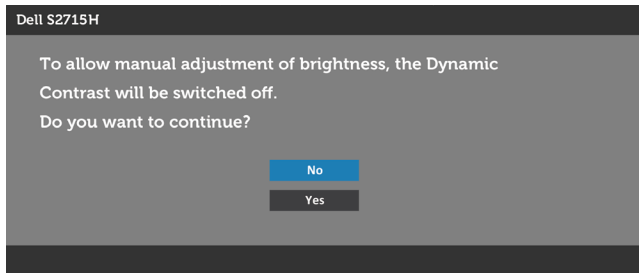 Dell S2715H
To allow manual adjustment of brightness, the Dynamic
Contrast will be switched off.
Do you want to continue?
No
Yes